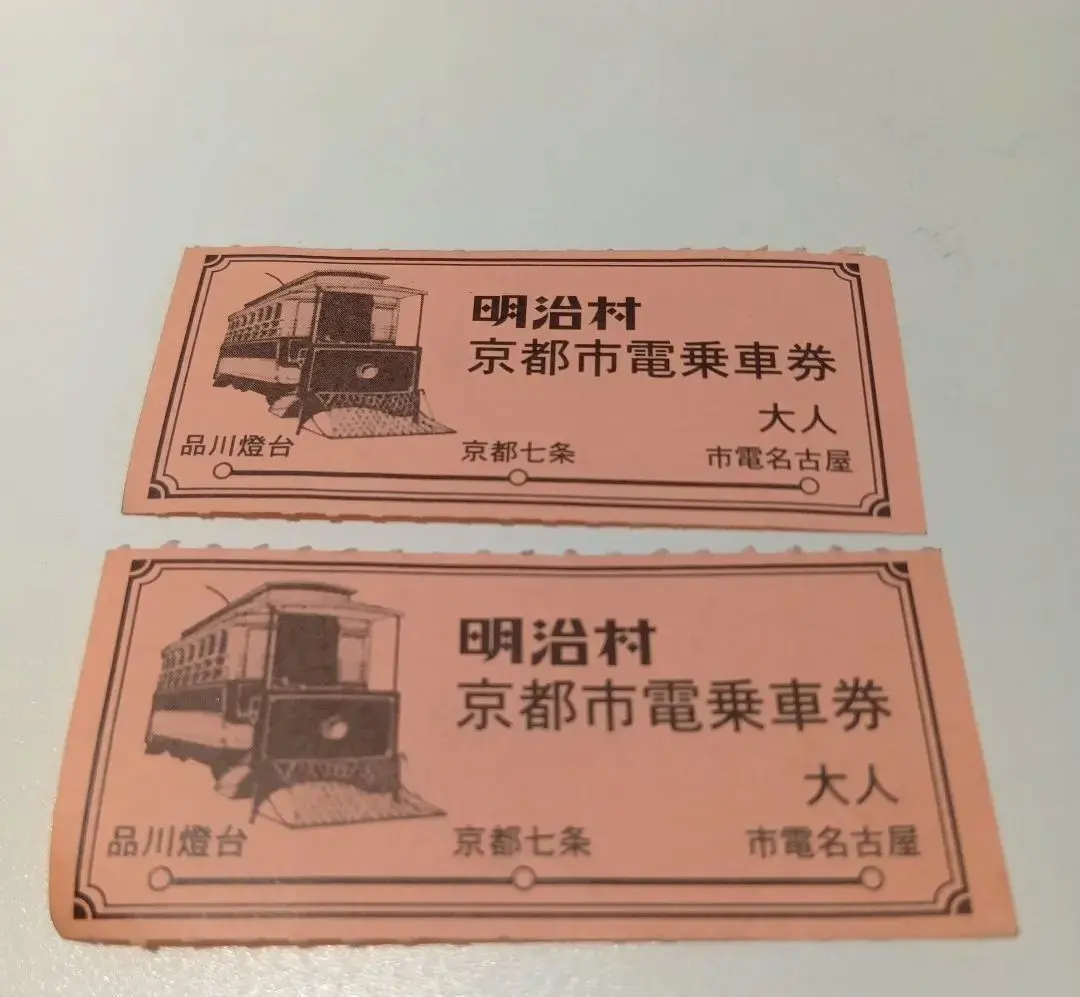 明治村
京都市電乗車券
大人
品川燈台 京都七条 市電名古屋
明治村
京都市電乗車券
大人
品川燈台 京都七条 市電名古屋